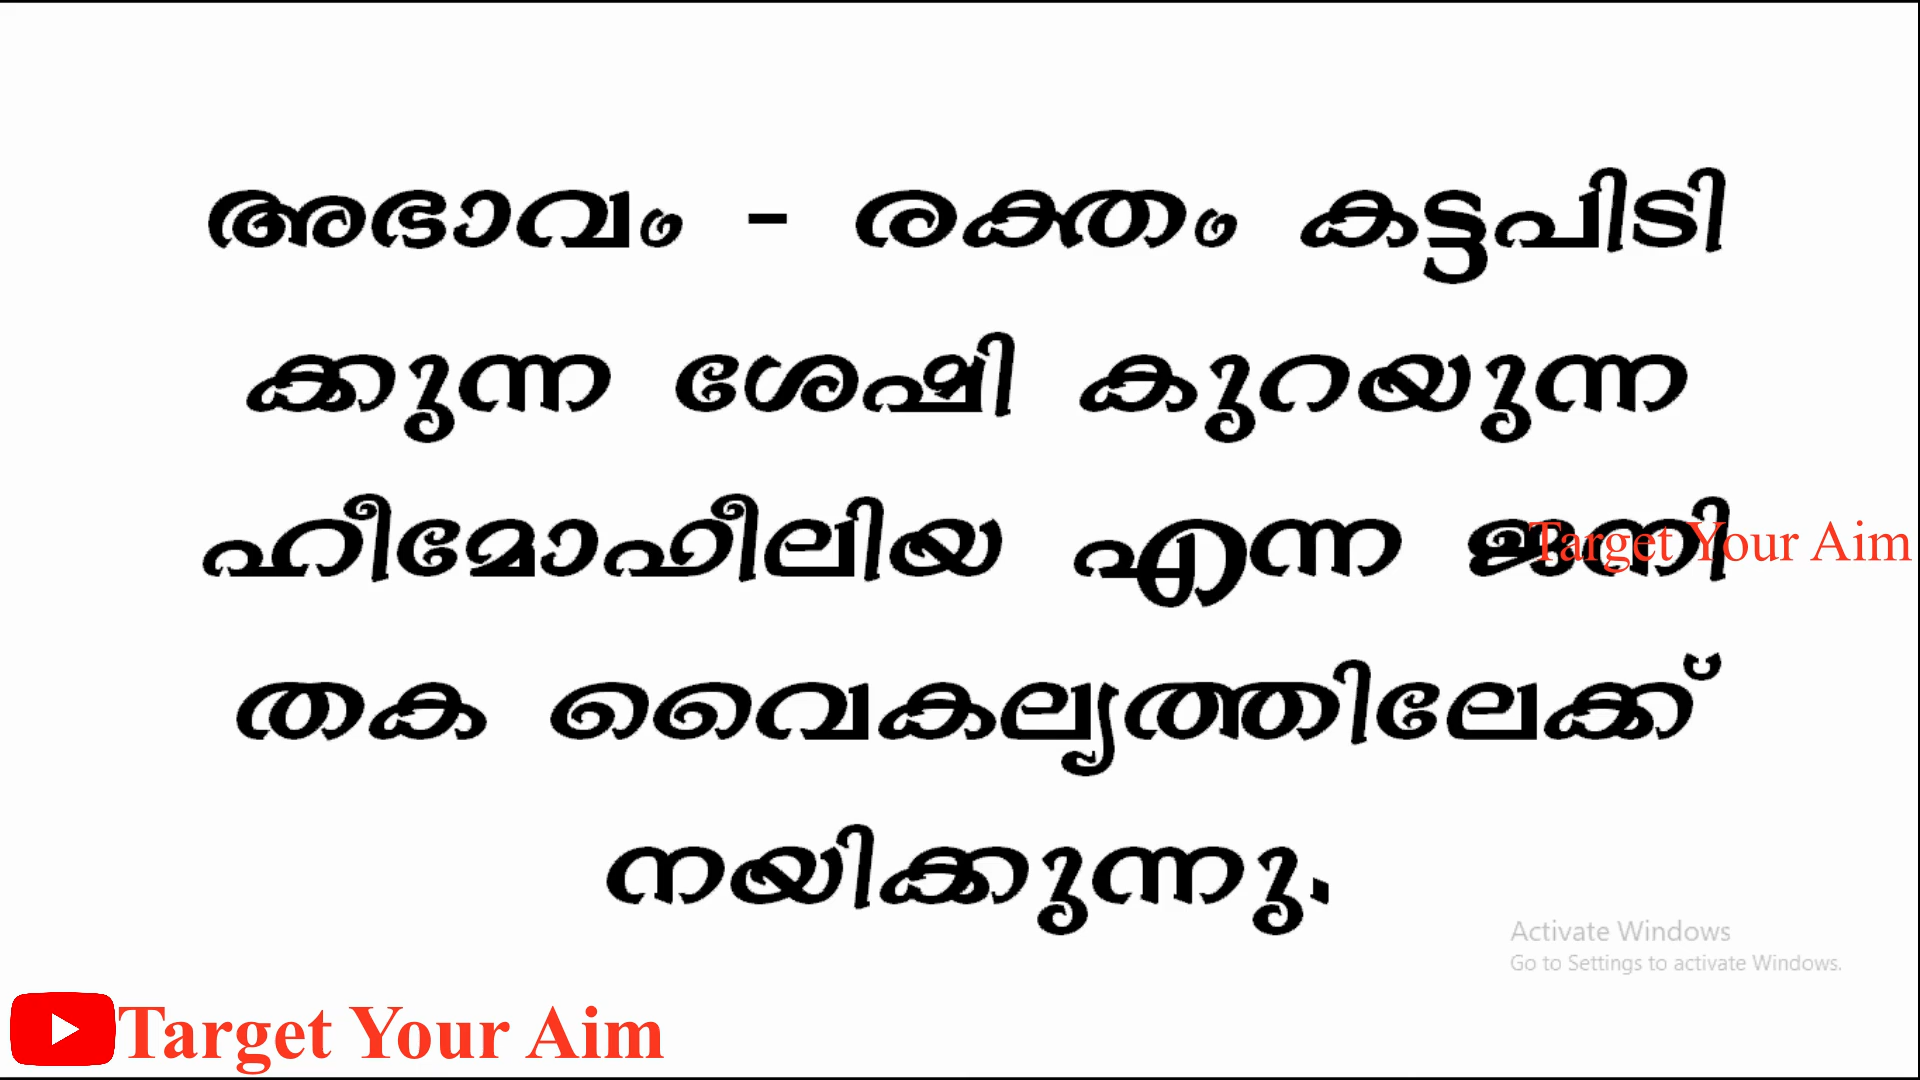 അഭാവം - രക്തം കട്ടപിടി
ക്കുന്ന ശേഷി കുറയുന്ന
ഹീമോഫീലിയ എന്ന ജനി
Target Your Aim
തക വൈകല്യത്തിലേക്ക്
നയിക്കുന്നു.
Activate Windows
Go to Settings to activate Windows.
Target Your Aim